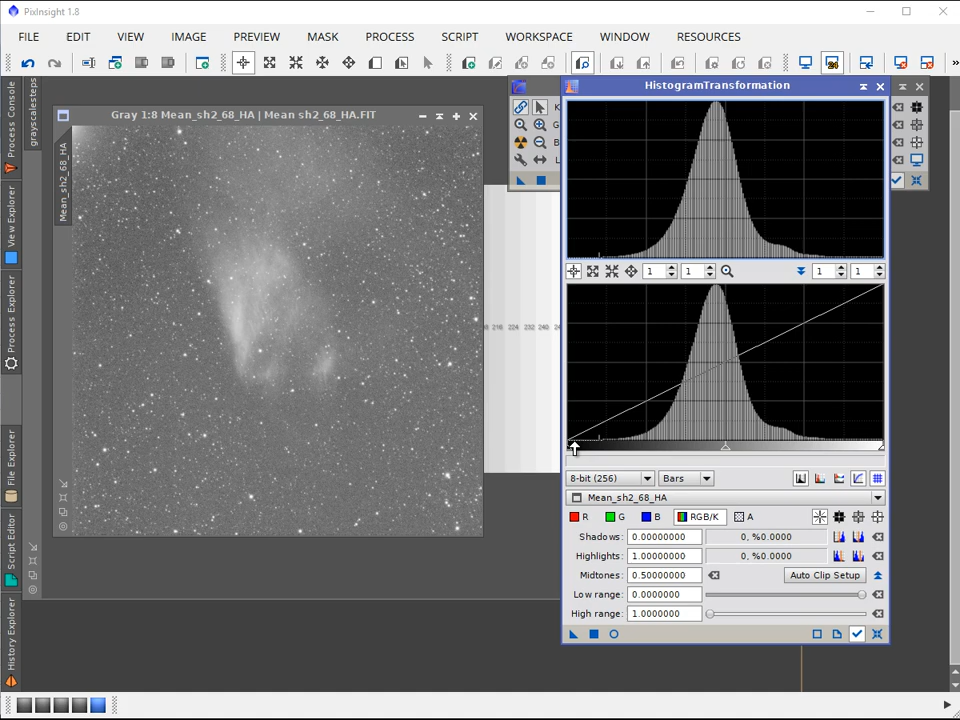 PixInsight 1.8
FILE EDIT VIEW IMAGE PREVIEW MASK PROCESS SCRIPT WORKSPACE WINDOW RESOURCES
Process Console
View Explorer
Process Explorer
File Explorer
Script Editor
History Explorer
grayscalesteps
Gray 1:8 Mean_sh2_68_HA | Mean sh2_68_HA.FIT
Mean_sh2_68_HA
216 224 232 240
K
G
B
L
HistogramTransformation
1 1 1 1
8-bit (256) Bars
Mean_sh2_68_HA
R G B RGB/K A
Shadows: 0.00000000 0, %0.0000
Highlights: 1.00000000 0, %0.0000
Midtones: 0.50000000 Auto Clip Setup
Low range: 0.0000000
High range: 1.0000000